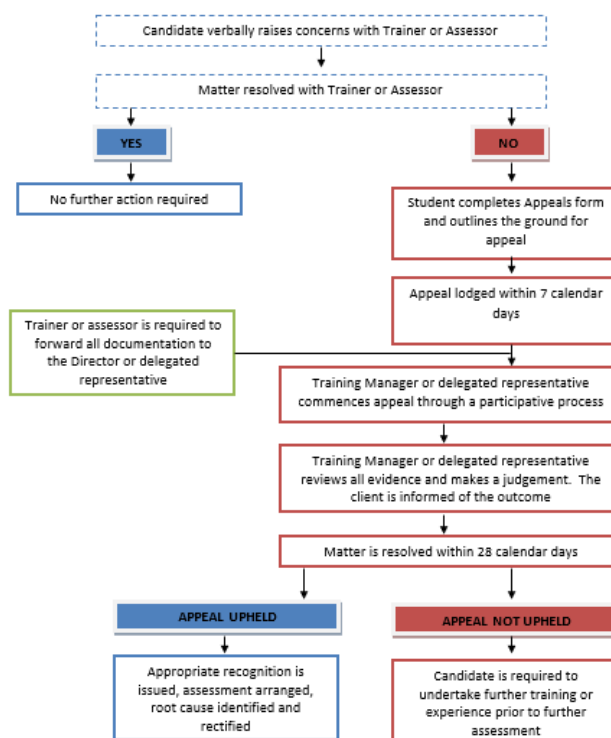 Candidate verbally raises concerns with Trainer or Assessor
Matter resolved with Trainer or Assessor
YES
NO
No further action required
Student completes Appeals form
and outlines the ground for
appeal
Appeal lodged within 7 calendar
days
Trainer or assessor is required to
forward all documentation to
the Director or delegated
representative
Training Manager or delegated representative
commences appeal through a participative process
Training Manager or delegated representative
reviews all evidence and makes a judgement. The
client is informed of the outcome
Matter is resolved within 28 calendar days
APPEAL UPHELD
APPEAL NOT UPHELD
Appropriate recognition is
issued, assessment arranged,
root cause identified and
rectified
Candidate is required to
undertake further training or
experience prior to further
assessment